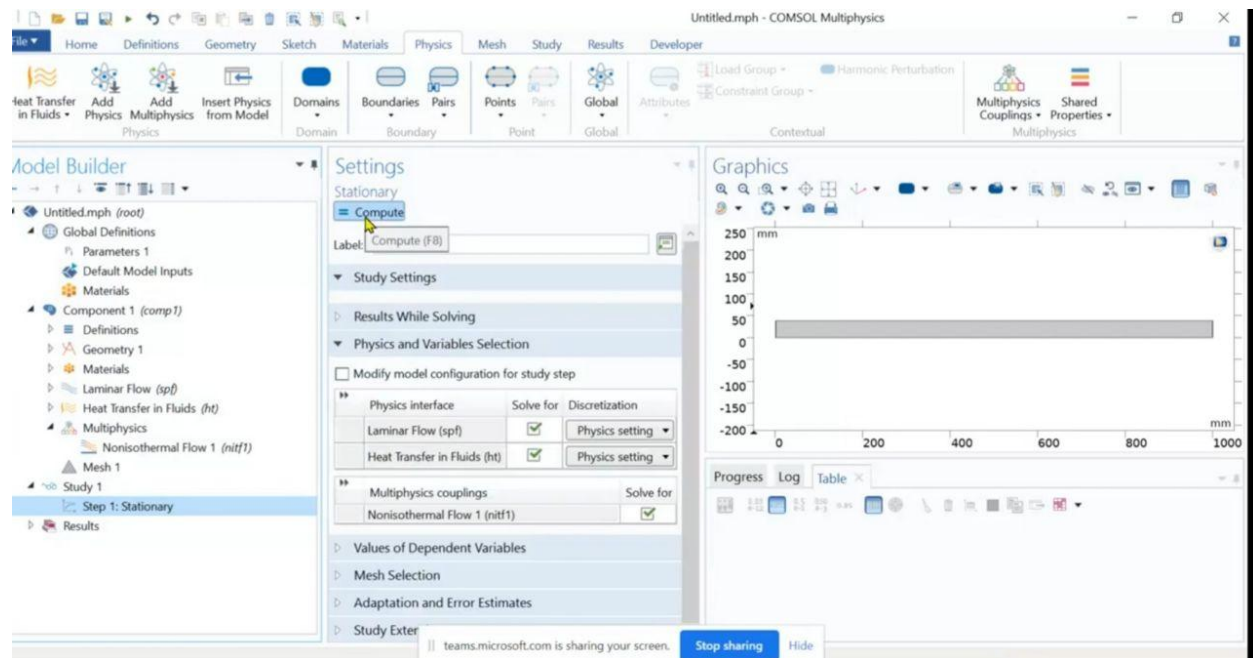 Untitled.mph - COMSOL Multiphysics
File Home Definitions Geometry Sketch Materials Physics Mesh Study Results Developer
Load Group Harmonic Perturbation
Constraint Group
Heat Transfer in Fluids
Add Physics
Add Multiphysics
Insert Physics from Model
Domains
Boundaries
Pairs
Points
Pairs
Global
Attributes
Multiphysics Couplings
Shared Properties
Physics Domain Boundary Point Global Contextual Multiphysics
Model Builder
Untitled.mph (root)
Global Definitions
Parameters 1
Default Model Inputs
Materials
Component 1 (comp1)
Definitions
Geometry 1
Materials
Laminar Flow (spf)
Heat Transfer in Fluids (ht)
Multiphysics
Nonisothermal Flow 1 (nitf1)
Mesh 1
Study 1
Step 1: Stationary
Results
Settings
Stationary
= Compute
Label:
Compute (F8)
Study Settings
Results While Solving
Physics and Variables Selection
Modify model configuration for study step
Physics interface Solve for Discretization
Laminar Flow (spf) Physics setting
Heat Transfer in Fluids (ht) Physics setting
Multiphysics couplings Solve for
Nonisothermal Flow 1 (nitf1)
Values of Dependent Variables
Mesh Selection
Adaptation and Error Estimates
Study Exten
Graphics
250 mm
200
150
100
50
0
-50
-100
-150
-200
mm
0 200 400 600 800 1000
Progress Log Table
teams.microsoft.com is sharing your screen. Stop sharing Hide